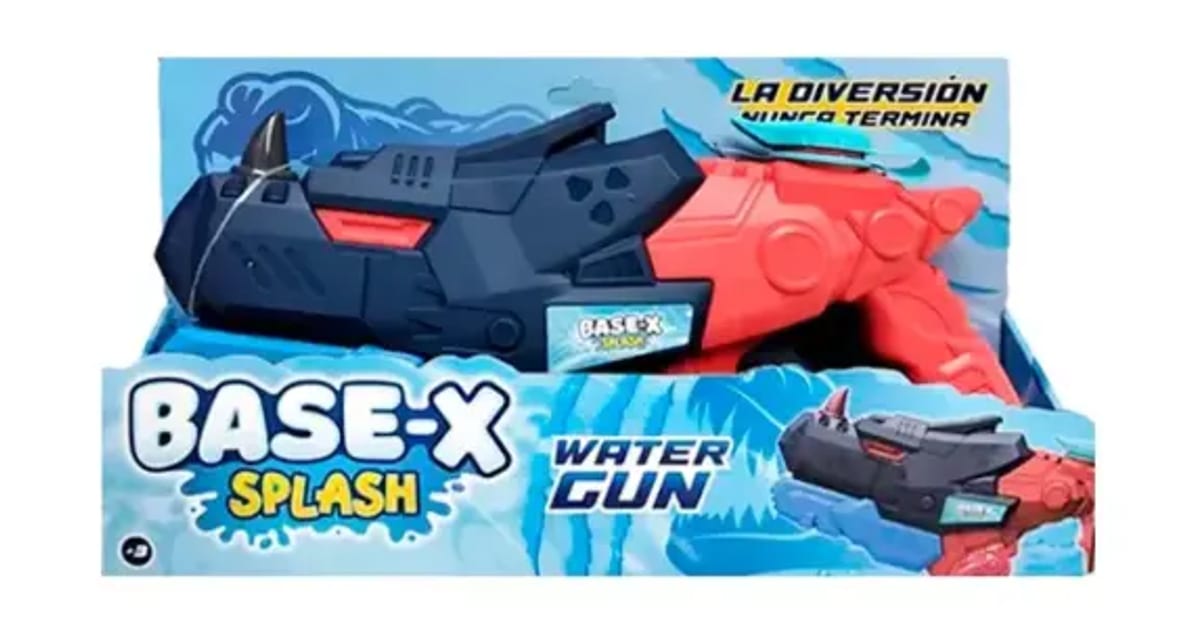 LA DIVERSIÓN
NUNCA TERMINA
BASE-X
SPLASH
BASE-X
SPLASH
WATER
GUN
+3